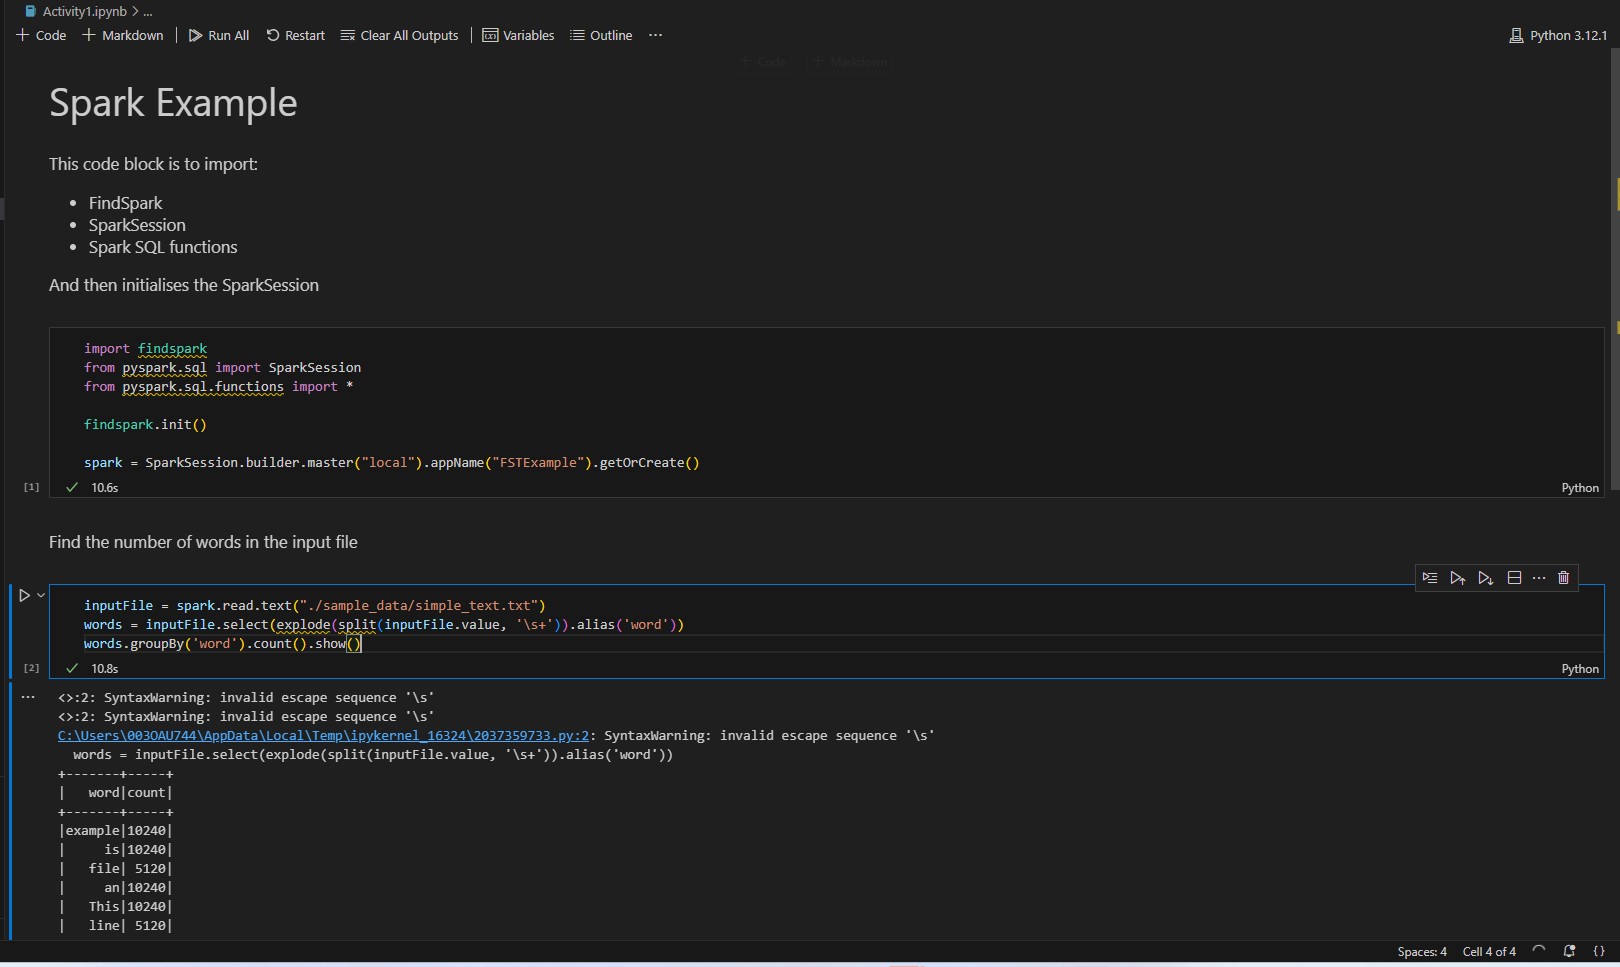 Activity1.ipynb > ...
+ Code + Markdown | Run All Restart Clear All Outputs | Variables Outline ...
Python 3.12.1
+ Code + Markdown
Spark Example
This code block is to import:
• FindSpark
• SparkSession
• Spark SQL functions
And then initialises the SparkSession
import findspark
from pyspark.sql import SparkSession
from pyspark.sql.functions import *
findspark.init()
spark = SparkSession.builder.master("local").appName("FSTExample").getOrCreate()
[1] ✓ 10.6s Python
Find the number of words in the input file
inputFile = spark.read.text("./sample_data/simple_text.txt")
words = inputFile.select(explode(split(inputFile.value, '\s+')).alias('word'))
words.groupBy('word').count().show()
[2] ✓ 10.8s Python
... <>:2: SyntaxWarning: invalid escape sequence '\s'
<>:2: SyntaxWarning: invalid escape sequence '\s'
C:\Users\003OAU744\AppData\Local\Temp\ipykernel_16324\2037359733.py:2: SyntaxWarning: invalid escape sequence '\s'
  words = inputFile.select(explode(split(inputFile.value, '\s+')).alias('word'))
+-------+-----+
|   word|count|
+-------+-----+
|example|10240|
|     is|10240|
|   file| 5120|
|     an|10240|
|   This|10240|
|   line| 5120|
Spaces: 4 Cell 4 of 4 {}